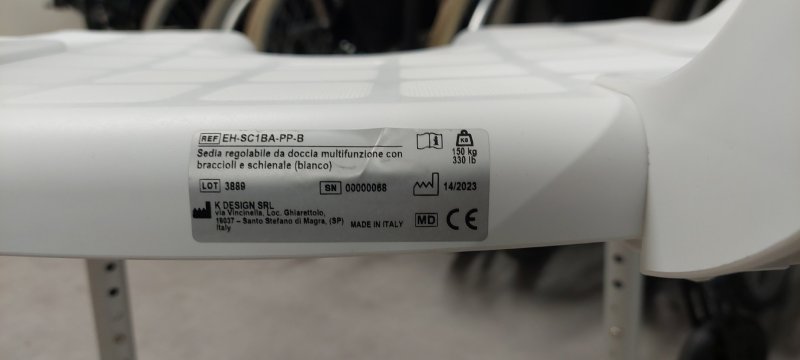 REF EH-SC1BA-PP-B
Sedia regolabile da doccia multifunzione con
braccioli e schienale (bianco)
KG
150 kg
330 lb
LOT 3889
SN 00000068
14/2023
K DESIGN SRL
via Vincinella, Loc. Ghiarettolo,
19037 – Santo Stefano di Magra, (SP)
Italy
MADE IN ITALY
MD CE